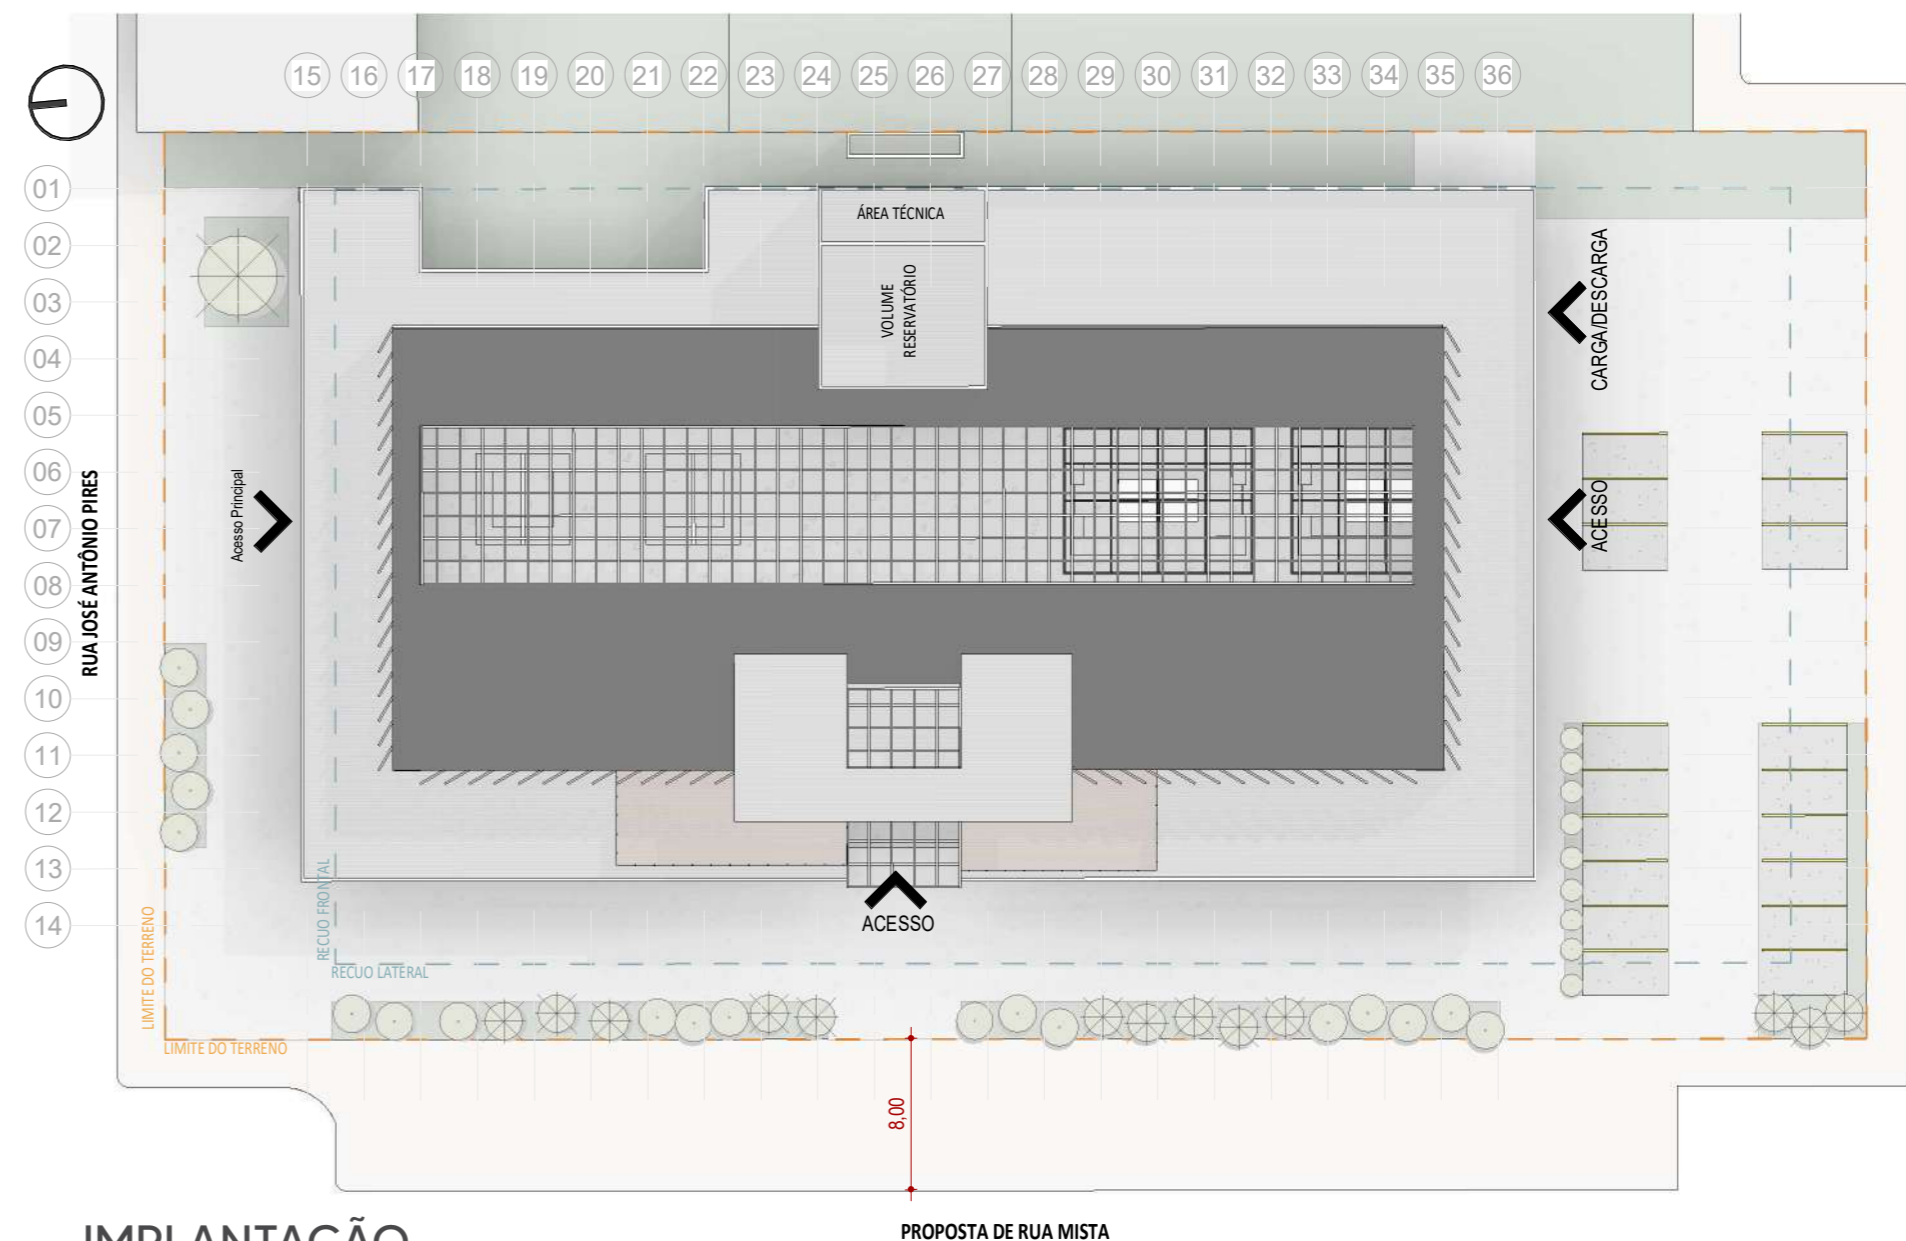 15 16 17 18 19 20 21 22 23 24 25 26 27 28 29 30 31 32 33 34 35 36
01
02
03
04
05
06
07
08
09
10
11
12
13
14
RUA JOSÉ ANTÔNIO PIRES
Acesso Principal
ÁREA TÉCNICA
VOLUME
RESERVATÓRIO
CARGA/DESCARGA
ACESSO
ACESSO
RECUO FRONTAL
RECUO LATERAL
LIMITE DO TERRENO
LIMITE DO TERRENO
8,00
IMPLANTAÇÃO
PROPOSTA DE RUA MISTA